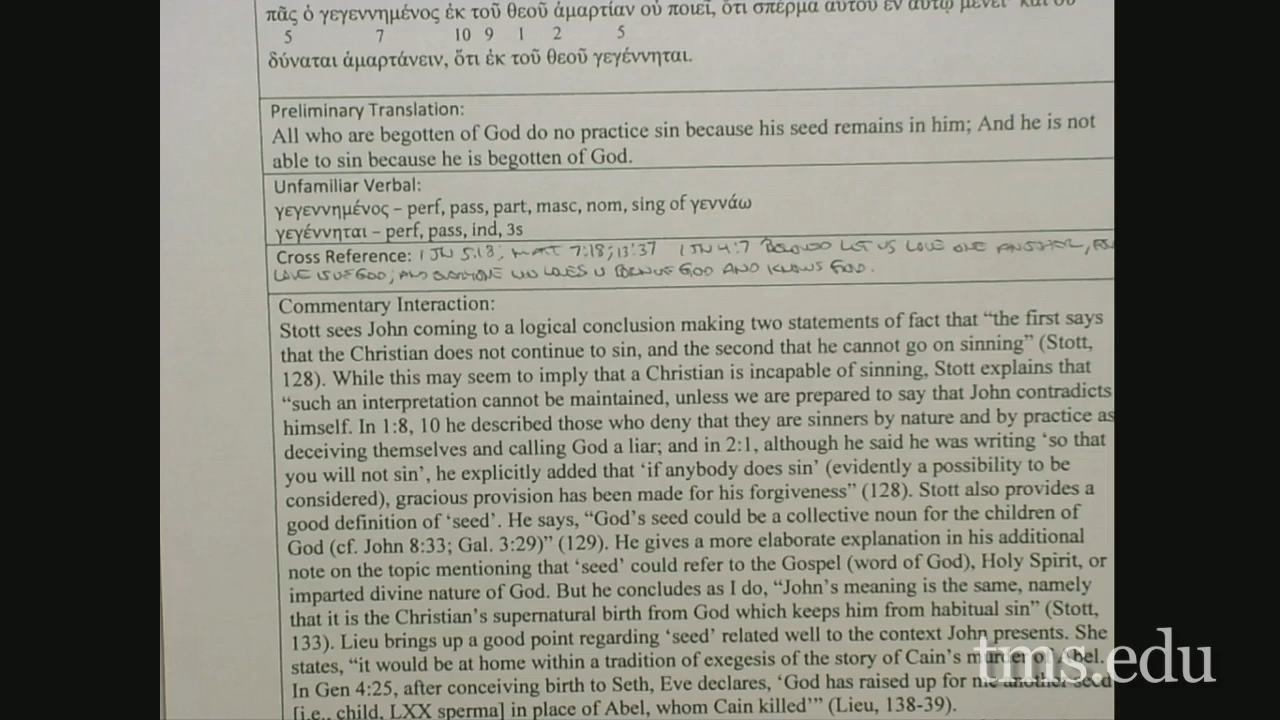 πᾶς ὁ γεγεννημένος ἐκ τοῦ θεοῦ ἁμαρτίαν οὐ ποιεῖ, ὅτι σπέρμα αὐτοῦ ἐν αὐτῷ μένει· καὶ οὐ
5 7 10 9 1 2 5
δύναται ἁμαρτάνειν, ὅτι ἐκ τοῦ θεοῦ γεγέννηται.
Preliminary Translation:
All who are begotten of God do no practice sin because his seed remains in him; And he is not
able to sin because he is begotten of God.
Unfamiliar Verbal:
γεγεννημένος – perf, pass, part, masc, nom, sing of γεννάω
γεγέννηται – perf, pass, ind, 3s
Cross Reference: 1 JN 5:18; MATT 7:18; 13:37 1 JN 4:7 BELOVED LET US LOVE ONE ANOTHER, FOR
LOVE IS OF GOD; AND EVERYONE WHO LOVES IS BORN OF GOD AND KNOWS GOD.
Commentary Interaction:
Stott sees John coming to a logical conclusion making two statements of fact that “the first says
that the Christian does not continue to sin, and the second that he cannot go on sinning” (Stott,
128). While this may seem to imply that a Christian is incapable of sinning, Stott explains that
“such an interpretation cannot be maintained, unless we are prepared to say that John contradicts
himself. In 1:8, 10 he described those who deny that they are sinners by nature and by practice as
deceiving themselves and calling God a liar; and in 2:1, although he said he was writing ‘so that
you will not sin’, he explicitly added that ‘if anybody does sin’ (evidently a possibility to be
considered), gracious provision has been made for his forgiveness” (128). Stott also provides a
good definition of ‘seed’. He says, “God’s seed could be a collective noun for the children of
God (cf. John 8:33; Gal. 3:29)” (129). He gives a more elaborate explanation in his additional
note on the topic mentioning that ‘seed’ could refer to the Gospel (word of God), Holy Spirit, or
imparted divine nature of God. But he concludes as I do, “John’s meaning is the same, namely
that it is the Christian’s supernatural birth from God which keeps him from habitual sin” (Stott,
133). Lieu brings up a good point regarding ‘seed’ related well to the context John presents. She
states, “it would be at home within a tradition of exegesis of the story of Cain’s murder of Abel.
In Gen 4:25, after conceiving birth to Seth, Eve declares, ‘God has raised up for me another seed
[i.e., child, LXX sperma] in place of Abel, whom Cain killed’” (Lieu, 138-39).
tms.edu